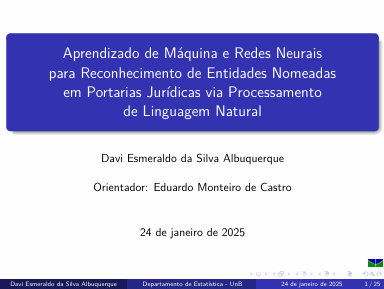 Aprendizado de Máquina e Redes Neurais
para Reconhecimento de Entidades Nomeadas
em Portarias Jurídicas via Processamento
de Linguagem Natural
Davi Esmeraldo da Silva Albuquerque
Orientador: Eduardo Monteiro de Castro
24 de janeiro de 2025
Davi Esmeraldo da Silva Albuquerque Departamento de Estatística - UnB 24 de janeiro de 2025 1 / 25